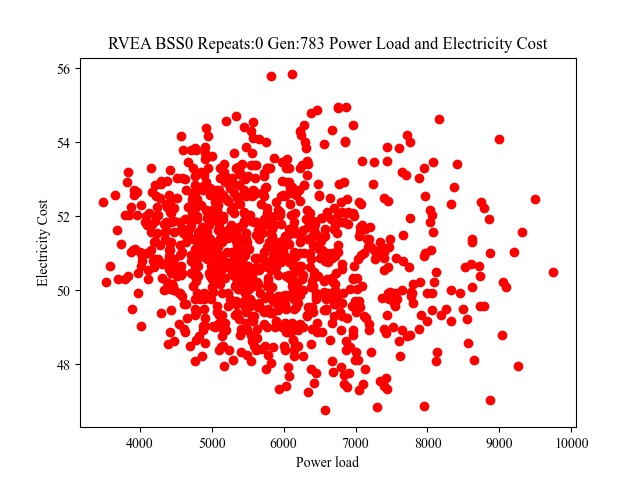 RVEA BSS0 Repeats:0 Gen:783 Power Load and Electricity Cost
56
54
52
50
48
Electricity Cost
4000 5000 6000 7000 8000 9000 10000
Power load